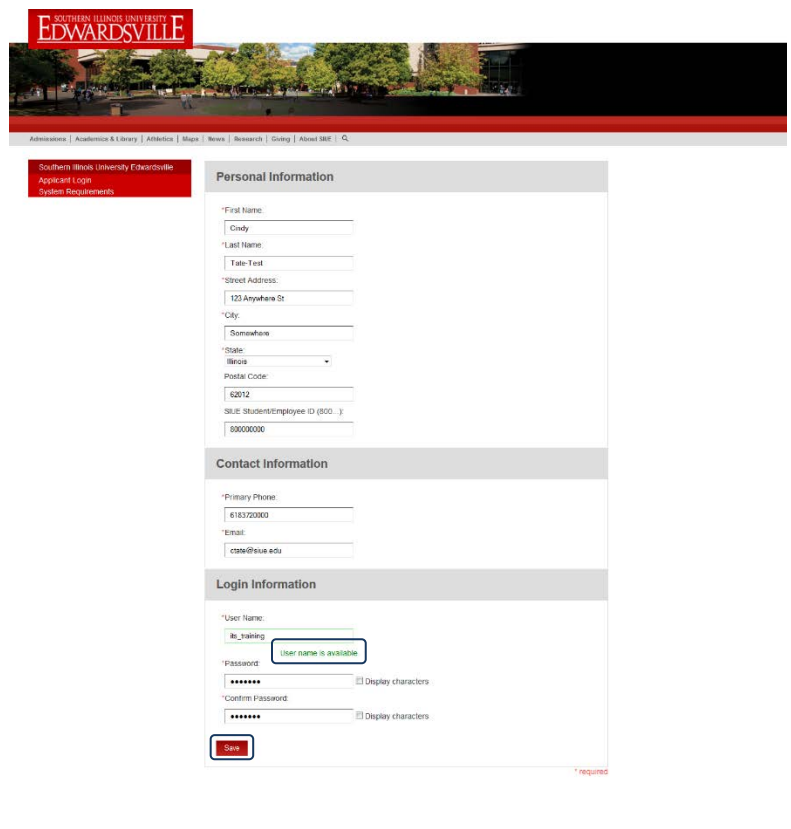 SOUTHERN ILLINOIS UNIVERSITY
EDWARDSVILLE
Admissions | Academics & Library | Athletics | Maps | News | Research | Giving | About SIUE |
Southern Illinois University Edwardsville
Applicant Login
System Requirements
Personal Information
*First Name:
Cindy
*Last Name:
Tate-Test
*Street Address:
123 Anywhere St
*City:
Somewhere
*State:
Illinois
Postal Code:
62012
SIUE Student/Employee ID (800...):
800000000
Contact Information
*Primary Phone:
6183720000
*Email:
ctate@siue.edu
Login Information
*User Name:
its_training
User name is available
*Password:
•••••••
Display characters
*Confirm Password:
•••••••
Display characters
Save
* required